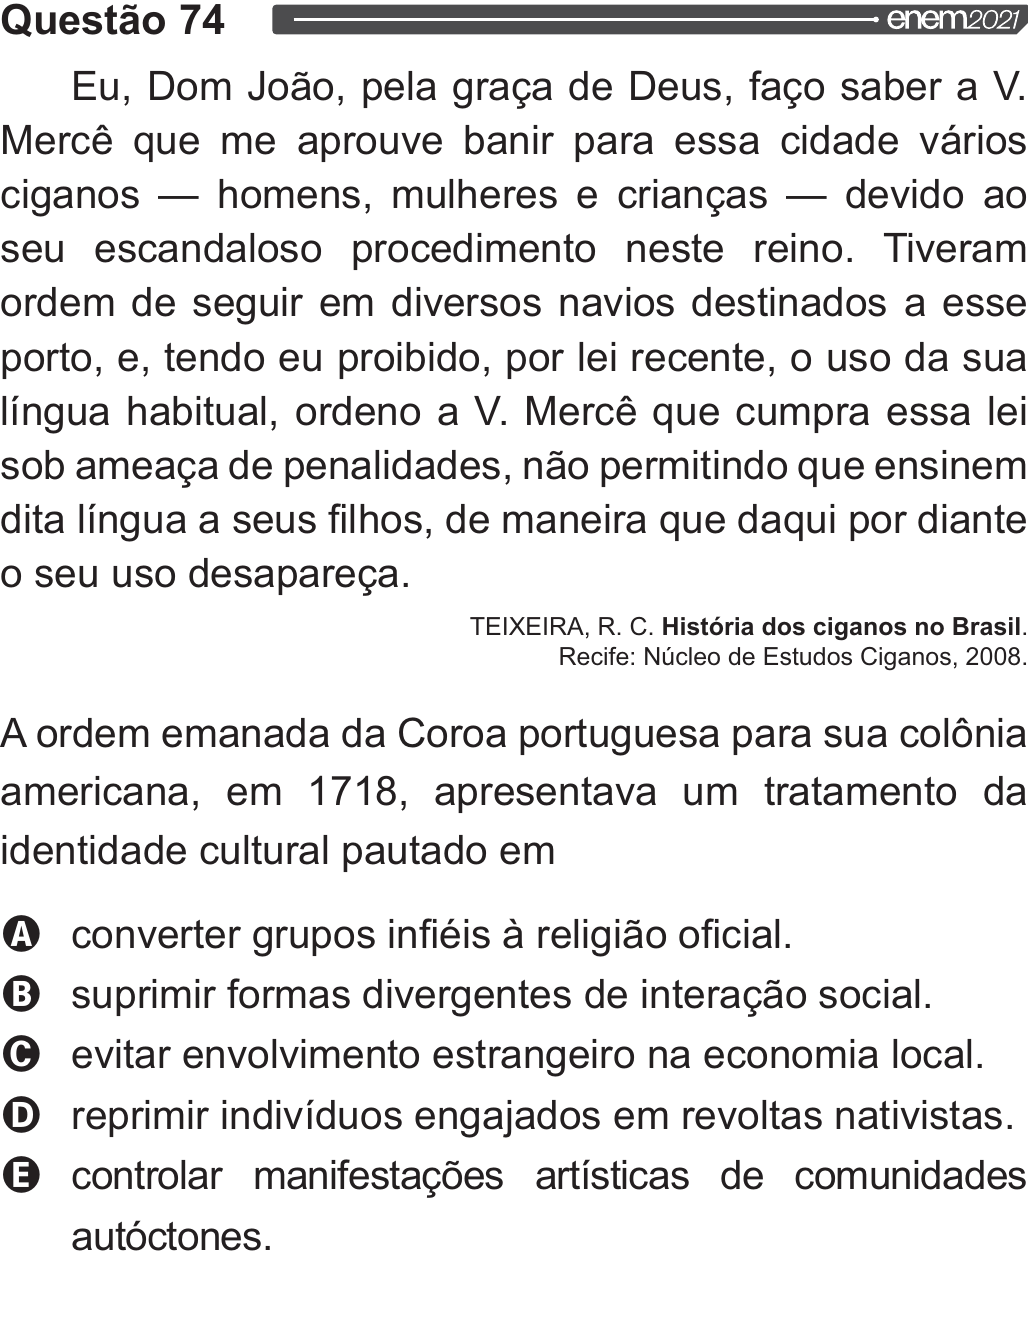 Questão 74 enem2021
Eu, Dom João, pela graça de Deus, faço saber a V.
Mercê que me aprouve banir para essa cidade vários
ciganos — homens, mulheres e crianças — devido ao
seu escandaloso procedimento neste reino. Tiveram
ordem de seguir em diversos navios destinados a esse
porto, e, tendo eu proibido, por lei recente, o uso da sua
língua habitual, ordeno a V. Mercê que cumpra essa lei
sob ameaça de penalidades, não permitindo que ensinem
dita língua a seus filhos, de maneira que daqui por diante
o seu uso desapareça.
TEIXEIRA, R. C. História dos ciganos no Brasil.
Recife: Núcleo de Estudos Ciganos, 2008.
A ordem emanada da Coroa portuguesa para sua colônia
americana, em 1718, apresentava um tratamento da
identidade cultural pautado em
A converter grupos infiéis à religião oficial.
B suprimir formas divergentes de interação social.
C evitar envolvimento estrangeiro na economia local.
D reprimir indivíduos engajados em revoltas nativistas.
E controlar manifestações artísticas de comunidades
autóctones.